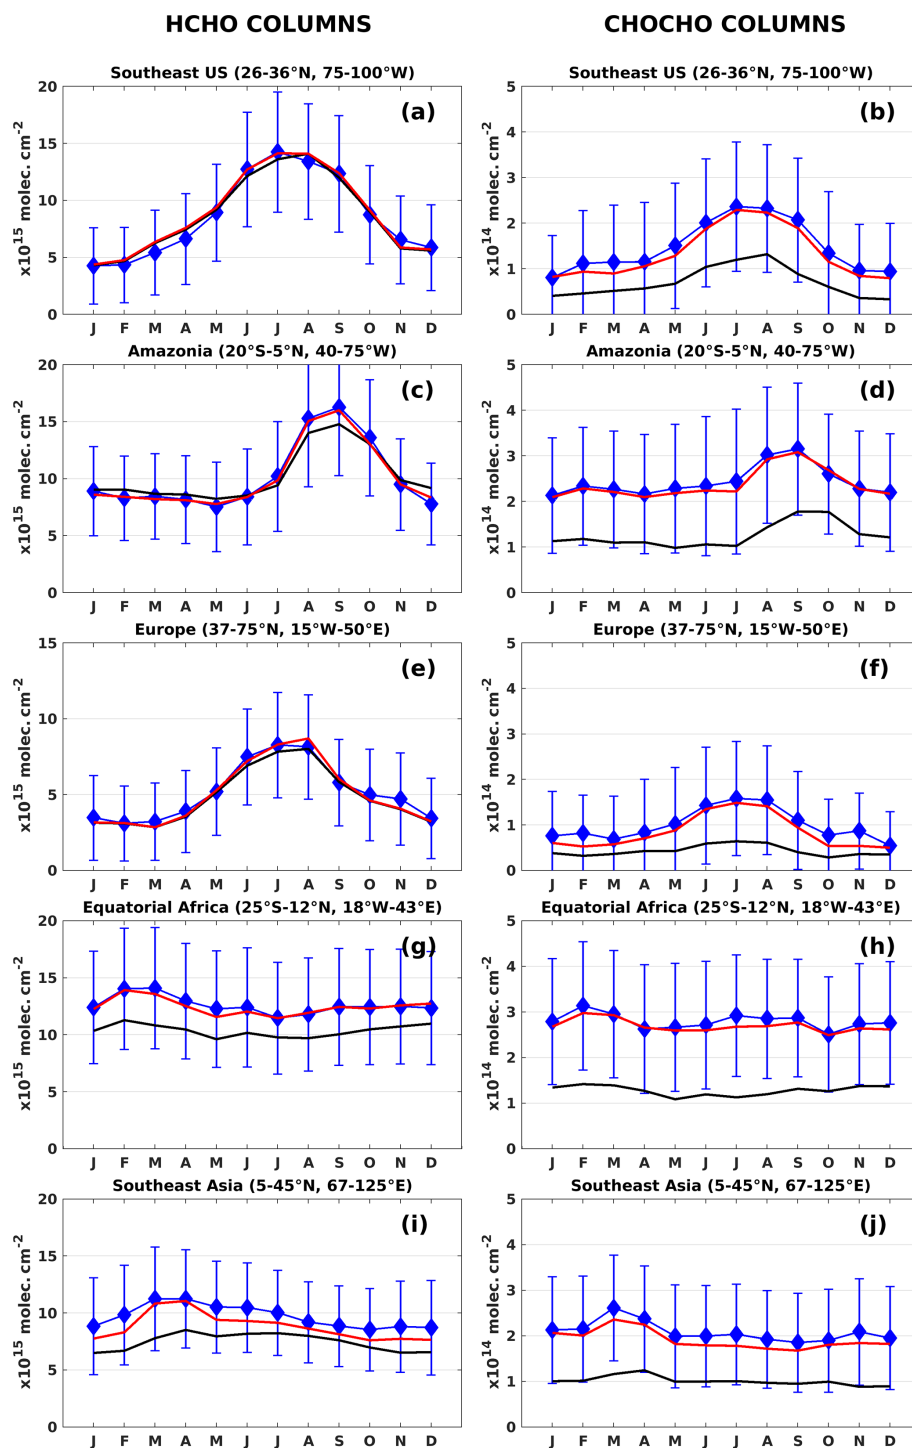 HCHO COLUMNS
CHOCHO COLUMNS
Southeast US (26-36°N, 75-100°W)
x10^15 molec. cm^-2
20
15
10
5
0
(a)
J F M A M J J A S O N D
Southeast US (26-36°N, 75-100°W)
x10^14 molec. cm^-2
5
4
3
2
1
0
(b)
J F M A M J J A S O N D
Amazonia (20°S-5°N, 40-75°W)
x10^15 molec. cm^-2
20
15
10
5
0
(c)
J F M A M J J A S O N D
Amazonia (20°S-5°N, 40-75°W)
x10^14 molec. cm^-2
5
4
3
2
1
0
(d)
J F M A M J J A S O N D
Europe (37-75°N, 15°W-50°E)
x10^15 molec. cm^-2
15
10
5
0
(e)
J F M A M J J A S O N D
Europe (37-75°N, 15°W-50°E)
x10^14 molec. cm^-2
5
4
3
2
1
0
(f)
J F M A M J J A S O N D
Equatorial Africa (25°S-12°N, 18°W-43°E)
x10^15 molec. cm^-2
20
15
10
5
0
(g)
J F M A M J J A S O N D
Equatorial Africa (25°S-12°N, 18°W-43°E)
x10^14 molec. cm^-2
5
4
3
2
1
0
(h)
J F M A M J J A S O N D
Southeast Asia (5-45°N, 67-125°E)
x10^15 molec. cm^-2
20
15
10
5
0
(i)
J F M A M J J A S O N D
Southeast Asia (5-45°N, 67-125°E)
x10^14 molec. cm^-2
5
4
3
2
1
0
(j)
J F M A M J J A S O N D